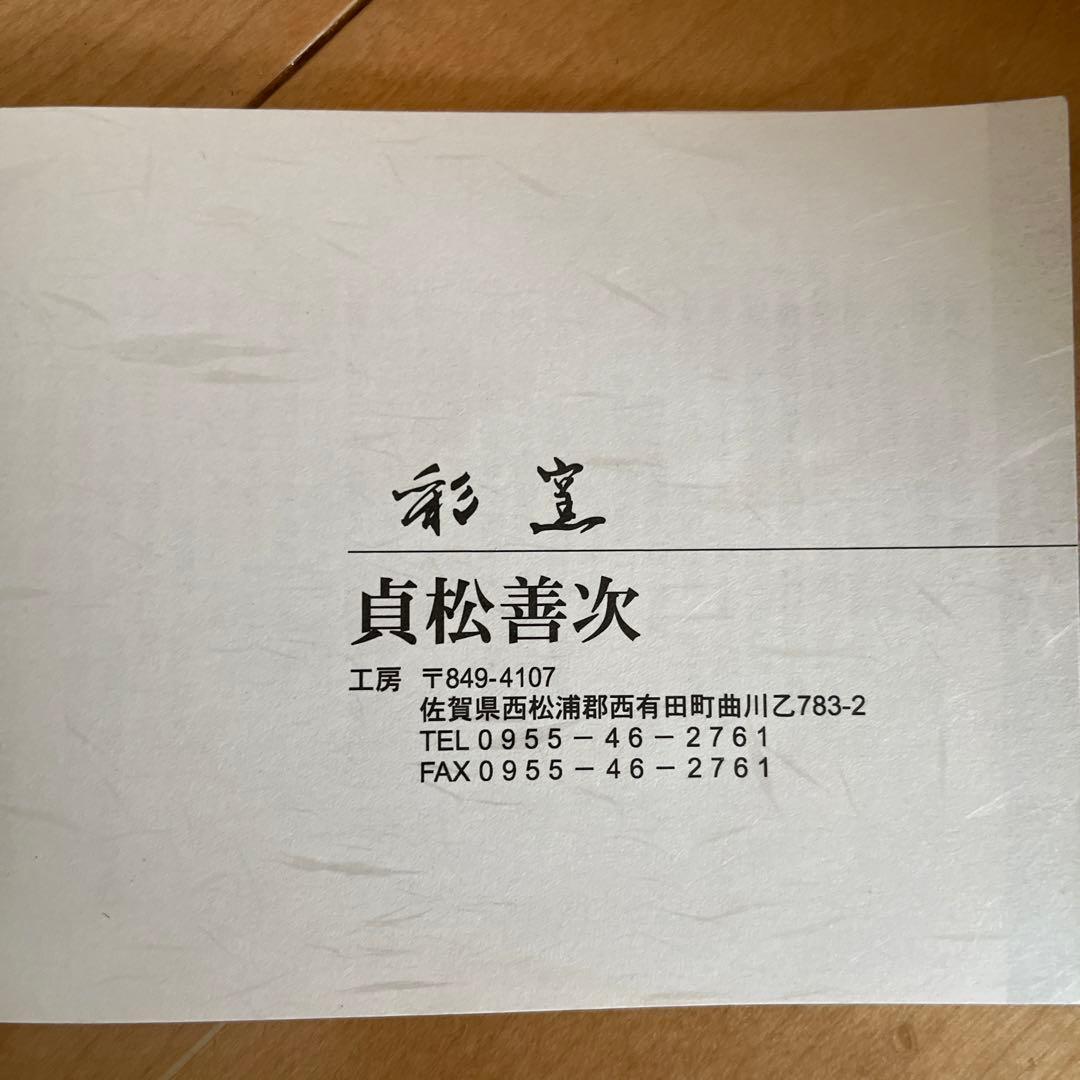 彩窯
貞松善次
工房 〒849-4107
佐賀県西松浦郡西有田町曲川乙783-2
TEL 0955-46-2761
FAX 0955-46-2761